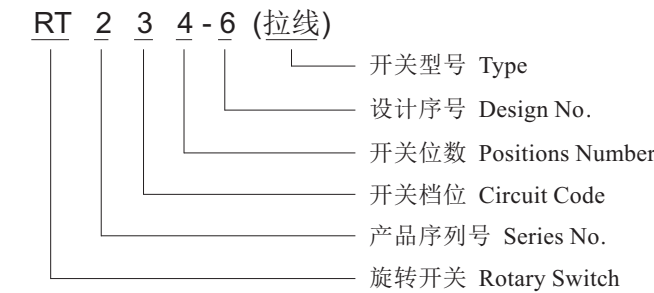 RT 2 3 4 - 6 (拉线)
开关型号 Type
设计序号 Design No.
开关位数 Positions Number
开关档位 Circuit Code
产品序列号 Series No.
旋转开关 Rotary Switch